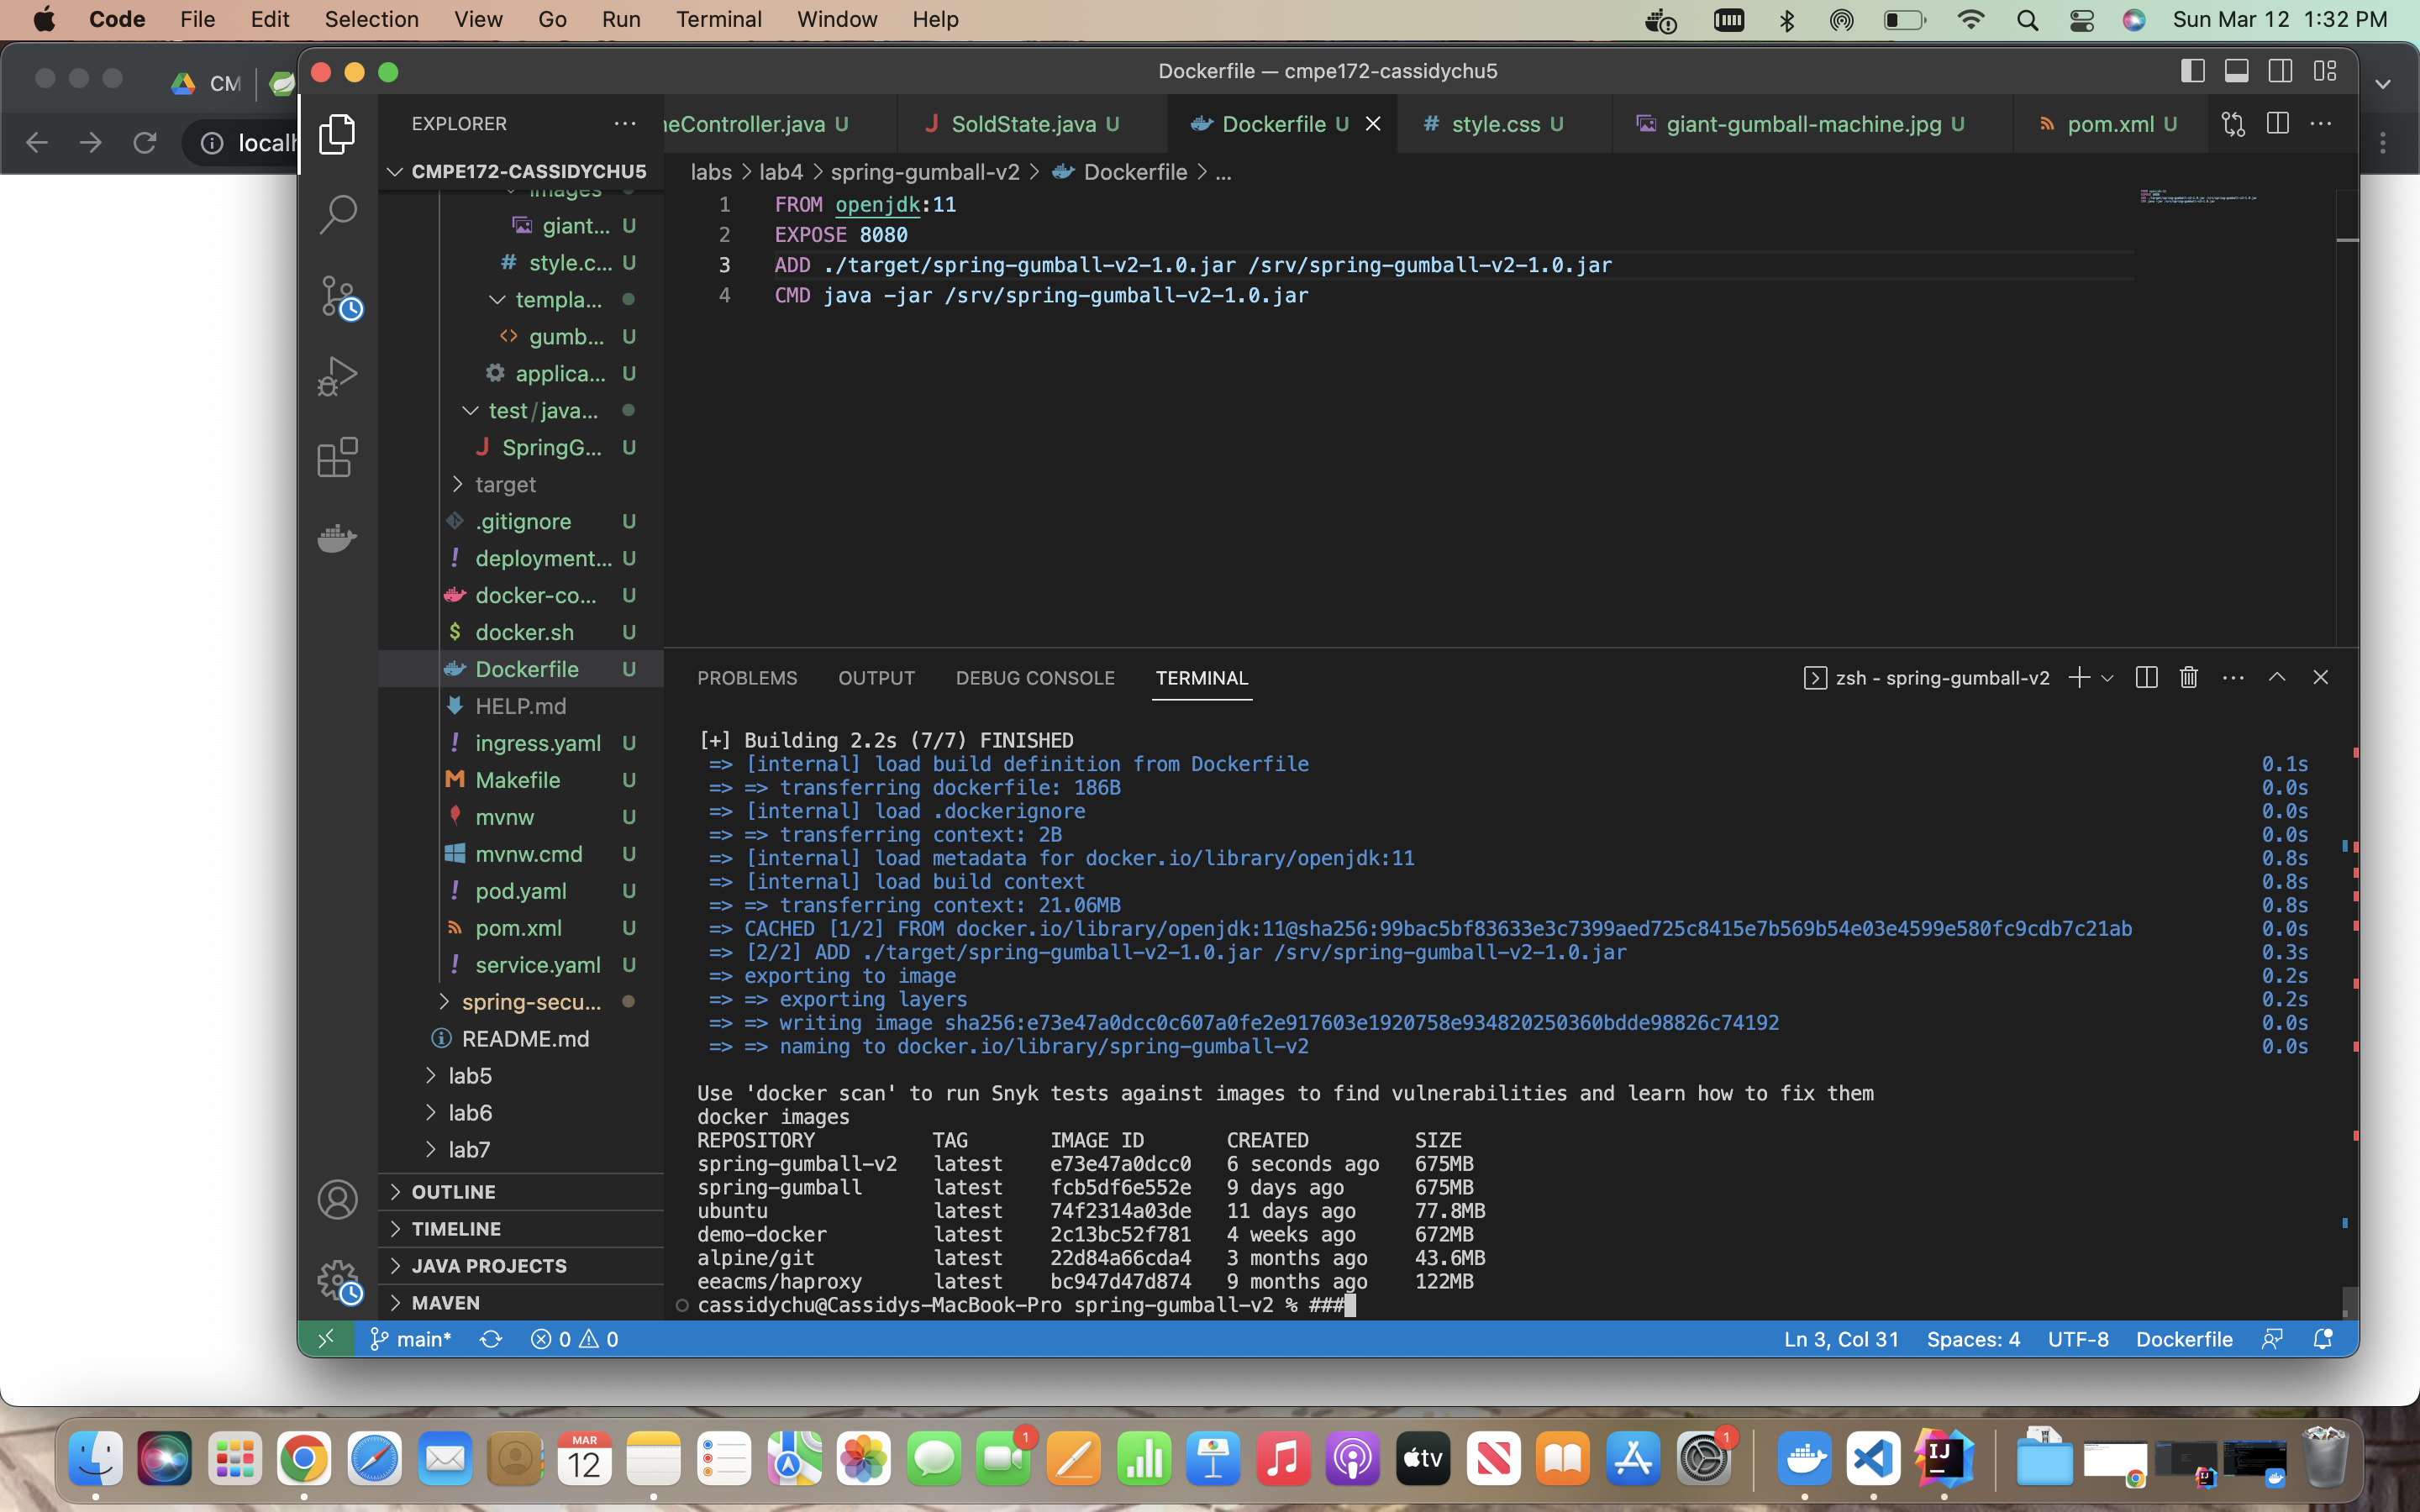 Code File Edit Selection View Go Run Terminal Window Help Sun Mar 12 1:32 PM
CM
localh
Dockerfile — cmpe172-cassidychu5
EXPLORER
neController.java U SoldState.java U Dockerfile U style.css U giant-gumball-machine.jpg U pom.xml U
CMPE172-CASSIDYCHU5
labs > lab4 > spring-gumball-v2 > Dockerfile > ...
images
giant... U
style.c... U
templa...
gumb... U
applica... U
test/java...
SpringG... U
target
.gitignore U
deployment... U
docker-co... U
docker.sh U
Dockerfile U
HELP.md
ingress.yaml U
Makefile U
mvnw U
mvnw.cmd U
pod.yaml U
pom.xml U
service.yaml U
spring-secu...
README.md
lab5
lab6
lab7
OUTLINE
TIMELINE
JAVA PROJECTS
MAVEN
1 FROM openjdk:11
2 EXPOSE 8080
3 ADD ./target/spring-gumball-v2-1.0.jar /srv/spring-gumball-v2-1.0.jar
4 CMD java -jar /srv/spring-gumball-v2-1.0.jar
PROBLEMS OUTPUT DEBUG CONSOLE TERMINAL zsh - spring-gumball-v2
[+] Building 2.2s (7/7) FINISHED
=> [internal] load build definition from Dockerfile 0.1s
=> => transferring dockerfile: 186B 0.0s
=> [internal] load .dockerignore 0.0s
=> => transferring context: 2B 0.0s
=> [internal] load metadata for docker.io/library/openjdk:11 0.8s
=> [internal] load build context 0.8s
=> => transferring context: 21.06MB 0.8s
=> CACHED [1/2] FROM docker.io/library/openjdk:11@sha256:99bac5bf83633e3c7399aed725c8415e7b569b54e03e4599e580fc9cdb7c21ab 0.0s
=> [2/2] ADD ./target/spring-gumball-v2-1.0.jar /srv/spring-gumball-v2-1.0.jar 0.3s
=> exporting to image 0.2s
=> => exporting layers 0.2s
=> => writing image sha256:e73e47a0dcc0c607a0fe2e917603e1920758e934820250360bdde98826c74192 0.0s
=> => naming to docker.io/library/spring-gumball-v2 0.0s
Use 'docker scan' to run Snyk tests against images to find vulnerabilities and learn how to fix them
docker images
REPOSITORY TAG IMAGE ID CREATED SIZE
spring-gumball-v2 latest e73e47a0dcc0 6 seconds ago 675MB
spring-gumball latest fcb5df6e552e 9 days ago 675MB
ubuntu latest 74f2314a03de 11 days ago 77.8MB
demo-docker latest 2c13bc52f781 4 weeks ago 672MB
alpine/git latest 22d84a66cda4 3 months ago 43.6MB
eeacms/haproxy latest bc947d47d874 9 months ago 122MB
cassidychu@Cassidys-MacBook-Pro spring-gumball-v2 % ###
main* 0 0 Ln 3, Col 31 Spaces: 4 UTF-8 Dockerfile
MAR
12
1
tv
1
IJ